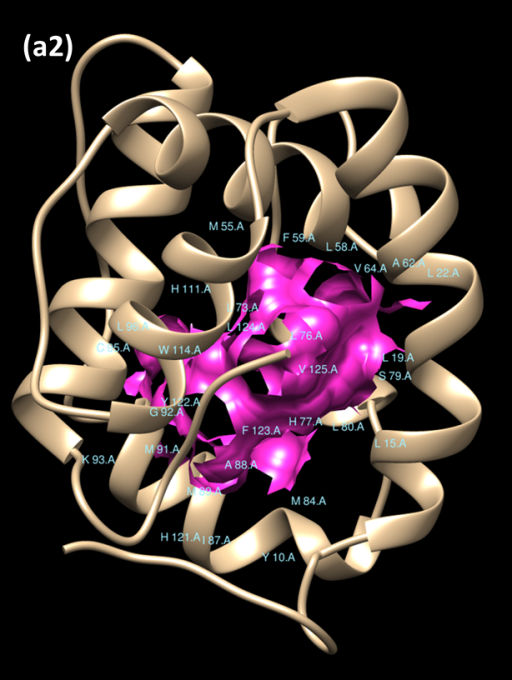 (a2)
M 55.A
F 59.A
L 58.A
V 64.A
A 62.A
L 22.A
H 111.A
73.A
L 124.A
L 76.A
W 114.A
L 19.A
V 125.A
S 79.A
Y 122.A
G 92.A
H 77.A
L 80.A
F 123.A
L 15.A
M 91.A
K 93.A
A 88.A
M 84.A
H 121.A
I 87.A
Y 10.A